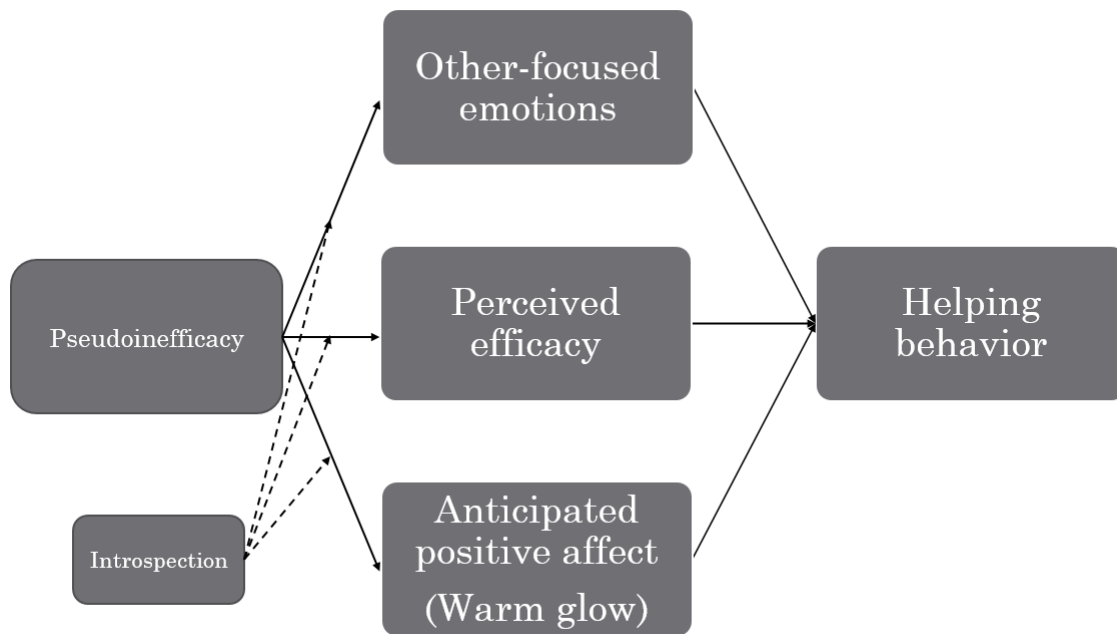 Other-focused
emotions
Pseudoinefficacy
Perceived
efficacy
Helping
behavior
Introspection
Anticipated
positive affect
(Warm glow)